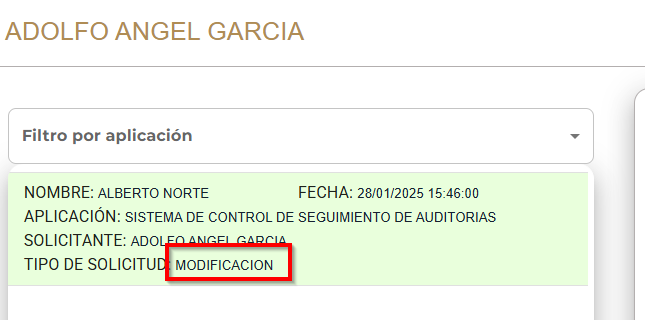 ADOLFO ANGEL GARCIA
Filtro por aplicación
NOMBRE: ALBERTO NORTE FECHA: 28/01/2025 15:46:00
APLICACIÓN: SISTEMA DE CONTROL DE SEGUIMIENTO DE AUDITORIAS
SOLICITANTE: ADOLFO ANGEL GARCIA
TIPO DE SOLICITUD: MODIFICACION